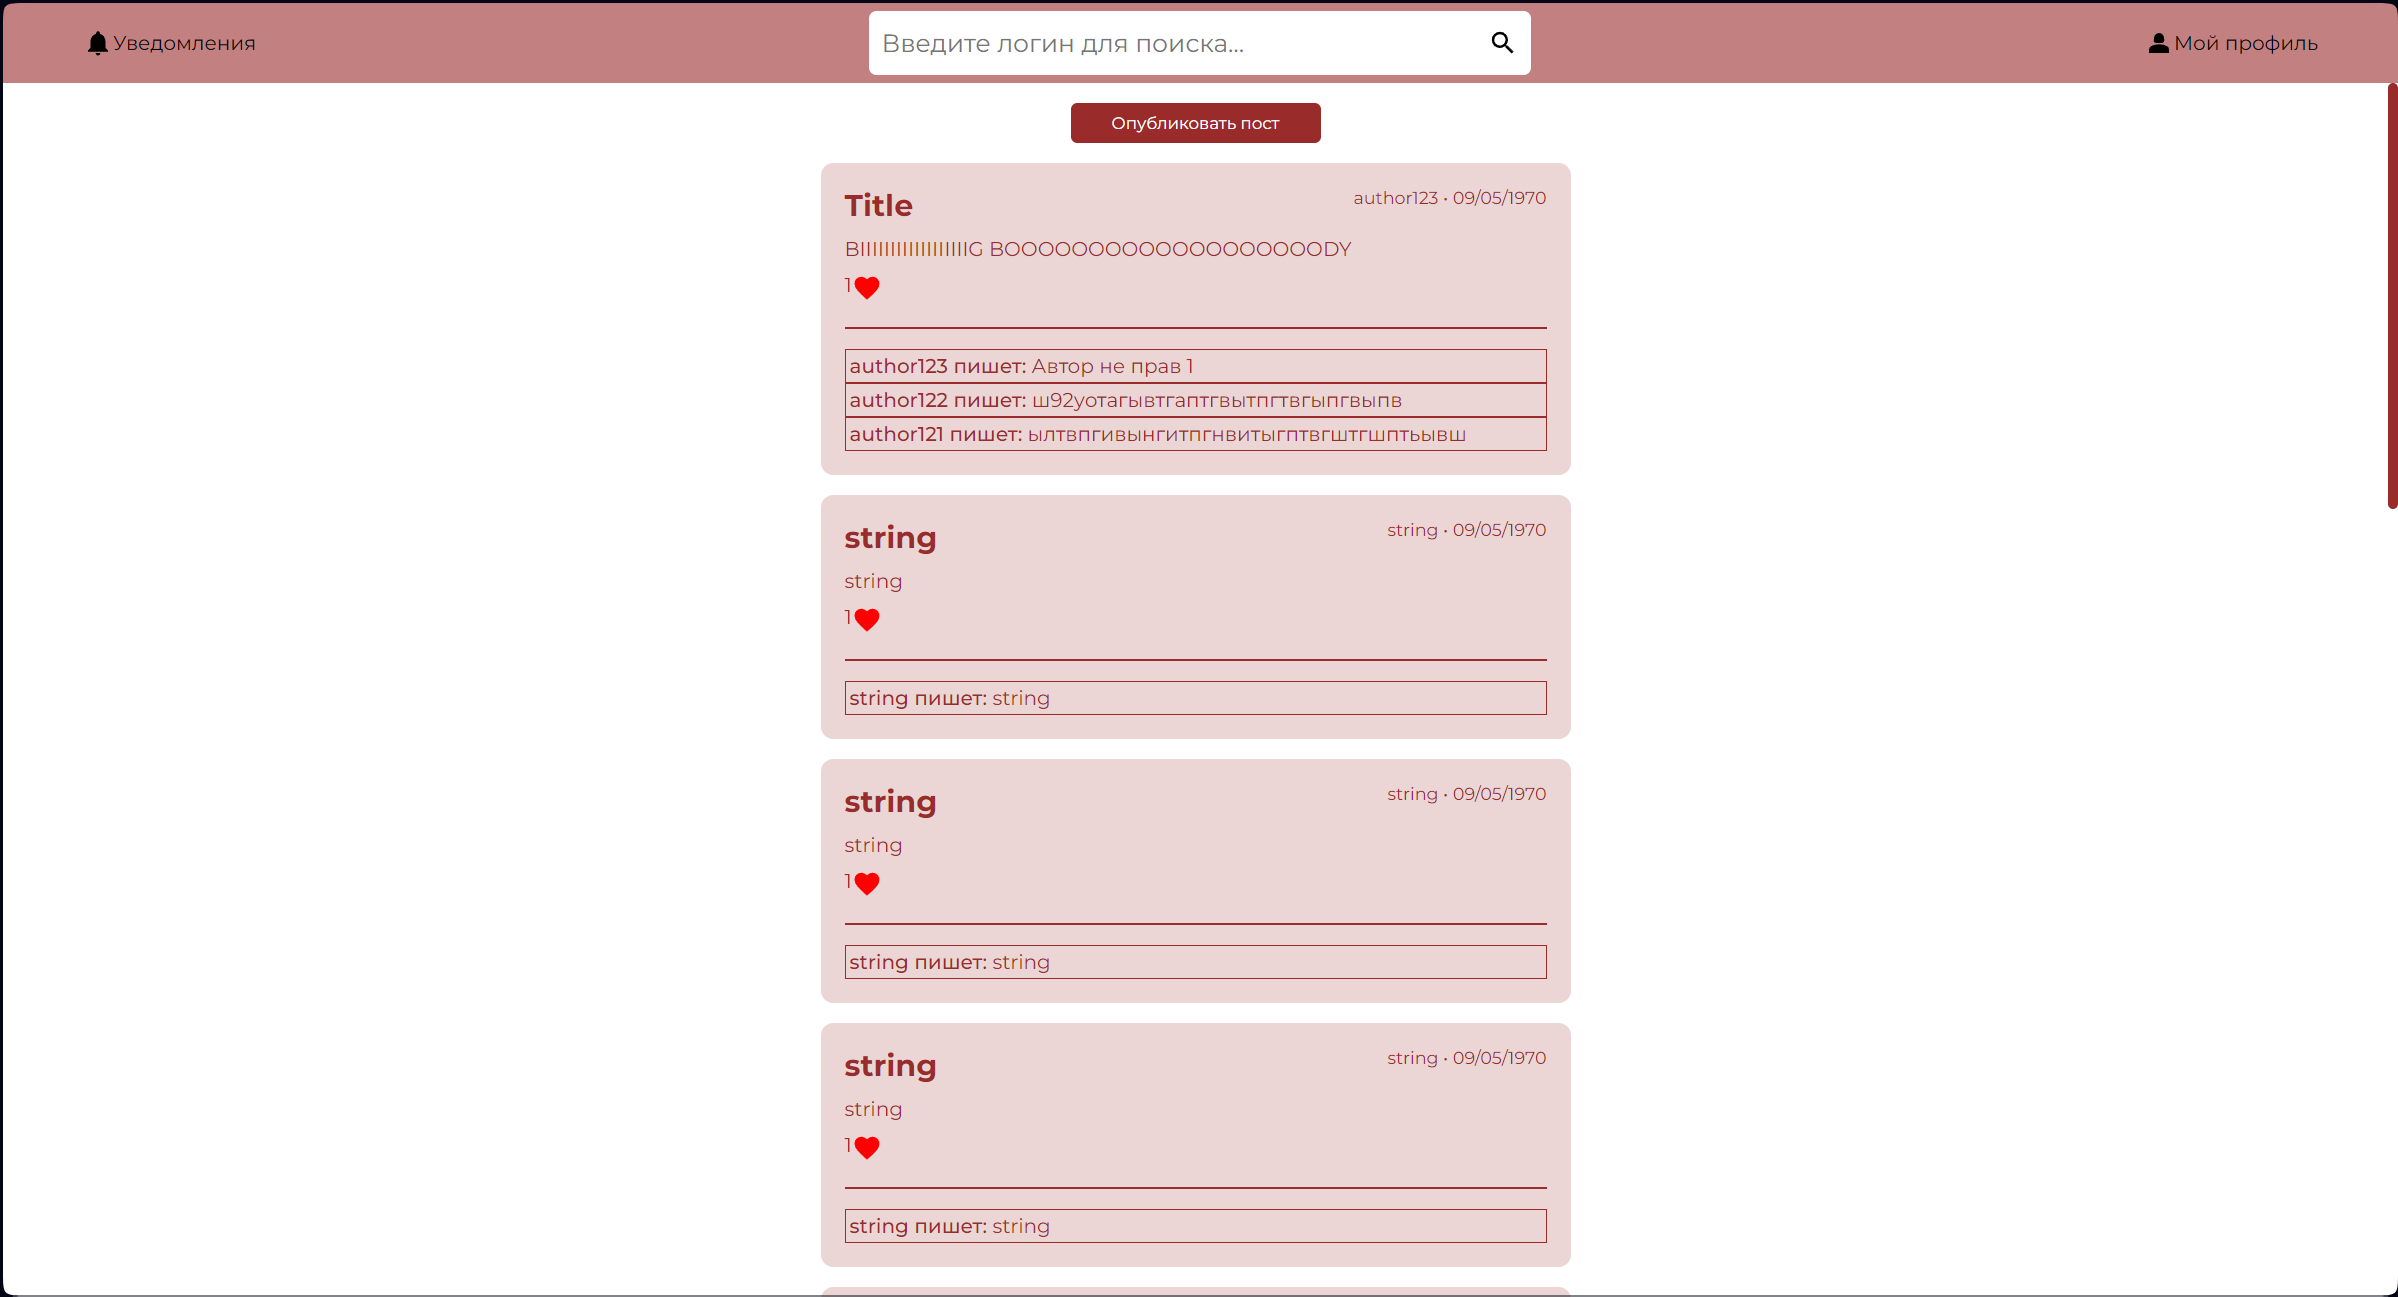 Уведомления
Введите логин для поиска...
Мой профиль
Опубликовать пост
Title
author123 • 09/05/1970
BIIIIIIIIIIIIIIIIIIG BOOOOOOOOOOOOOOOOOOODY
1
author123 пишет: Автор не прав 1
author122 пишет: ш92уотагывтгаптгвытпгтвгыпгвыпв
author121 пишет: ылтвпгивынгитпгнвитыгптвгштгшптьывш
string
string • 09/05/1970
string
1
string пишет: string
string
string • 09/05/1970
string
1
string пишет: string
string
string • 09/05/1970
string
1
string пишет: string